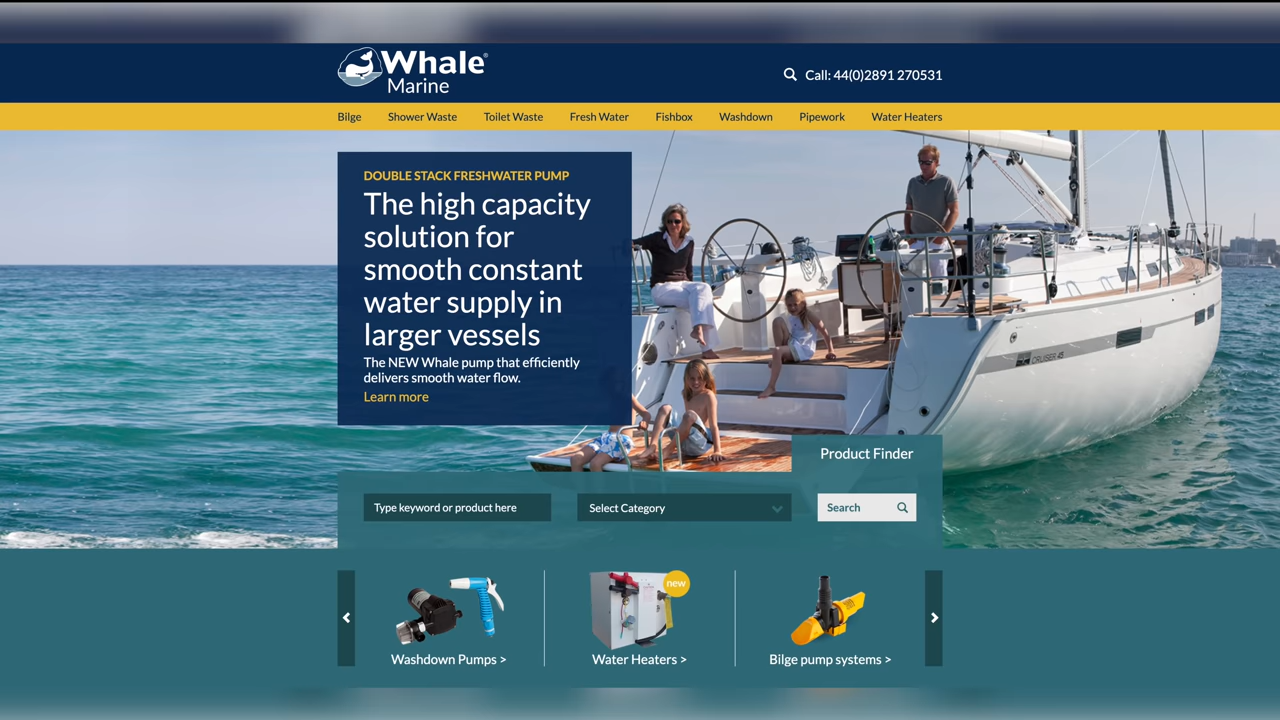 Whale®
Marine
Call: 44(0)2891 270531
Bilge Shower Waste Toilet Waste Fresh Water Fishbox Washdown Pipework Water Heaters
DOUBLE STACK FRESHWATER PUMP
The high capacity
solution for
smooth constant
water supply in
larger vessels
The NEW Whale pump that efficiently
delivers smooth water flow.
Learn more
CRUISER 45
Product Finder
Type keyword or product here
Select Category
Search
new
Washdown Pumps >
Water Heaters >
Bilge pump systems >